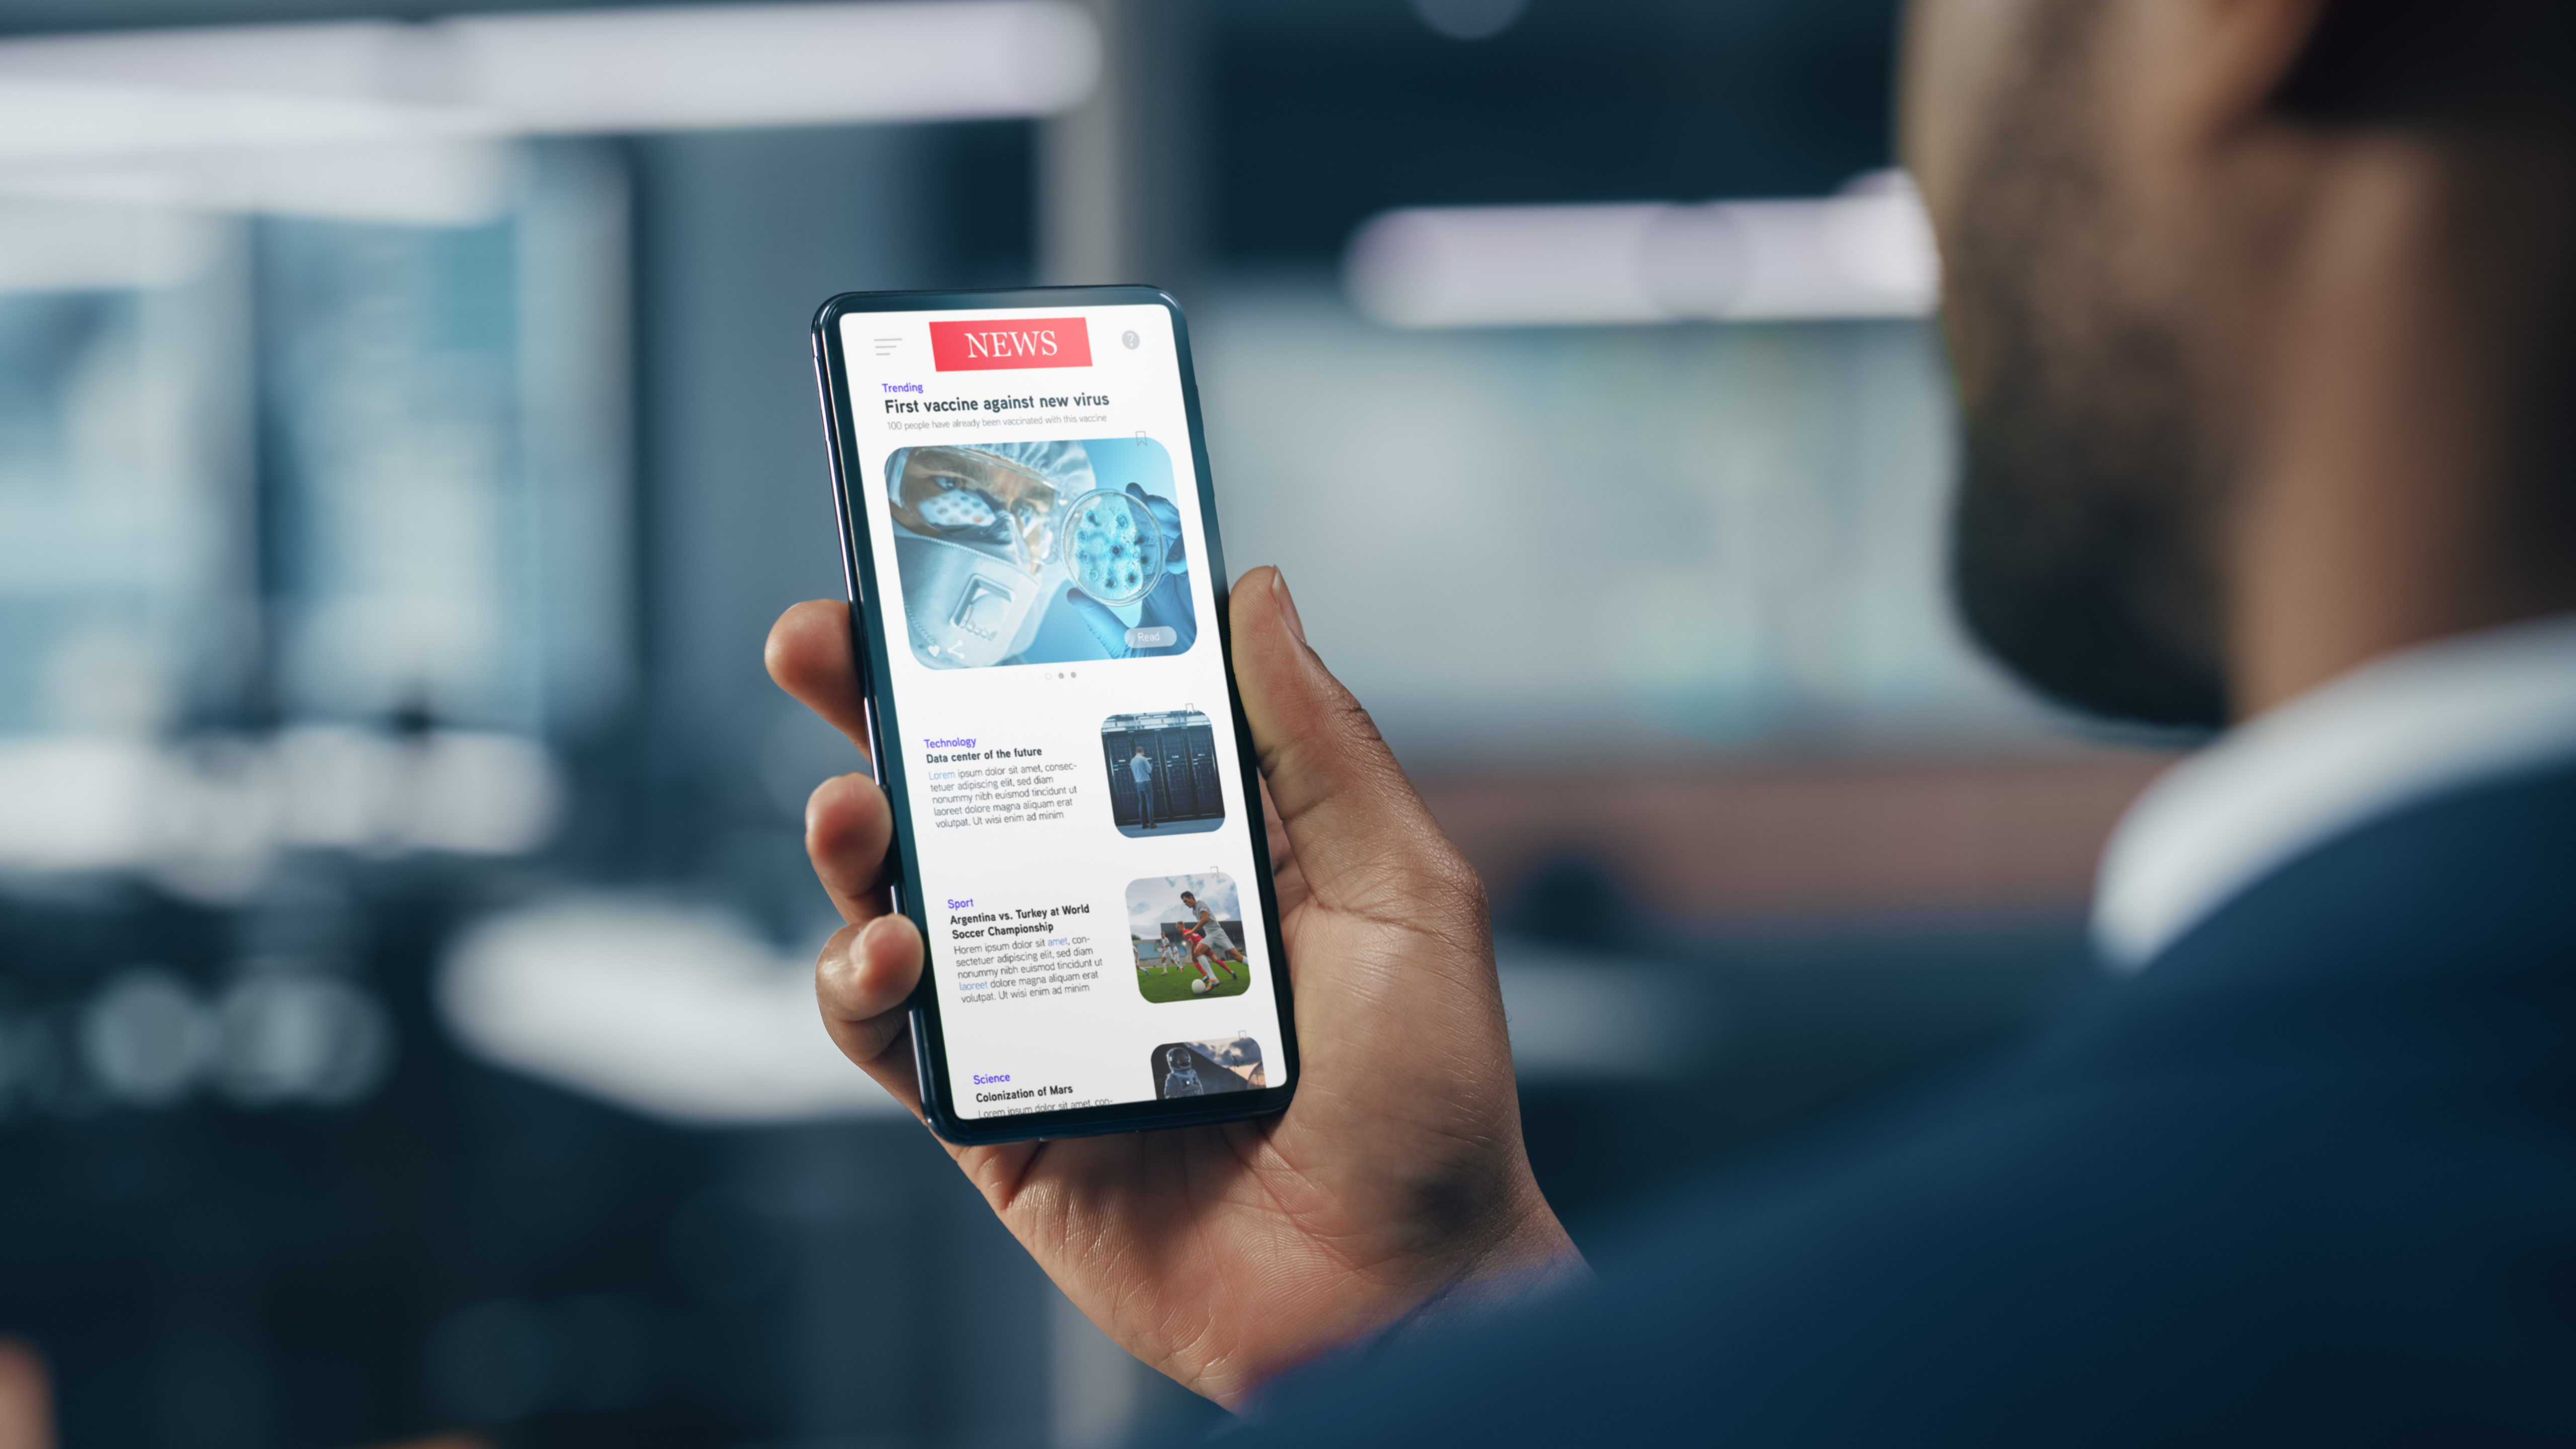 NEWS
?
Trending
First vaccine against new virus
100 people have already been vaccinated with this vaccine
Read
Technology
Data center of the future
Lorem ipsum dolor sit amet, consec-
tetuer adipiscing elit, sed diam
nonummy nibh euismod tincidunt ut
laoreet dolore magna aliquam erat
volutpat. Ut wisi enim ad minim
Sport
Argentina vs. Turkey at World
Soccer Championship
Horem ipsum dolor sit amet, con-
sectetuer adipiscing elit, sed diam
nonummy nibh euismod tincidunt ut
laoreet dolore magna aliquam erat
volutpat. Ut wisi enim ad minim
Science
Colonization of Mars
Lorem ipsum dolor sit amet, con-